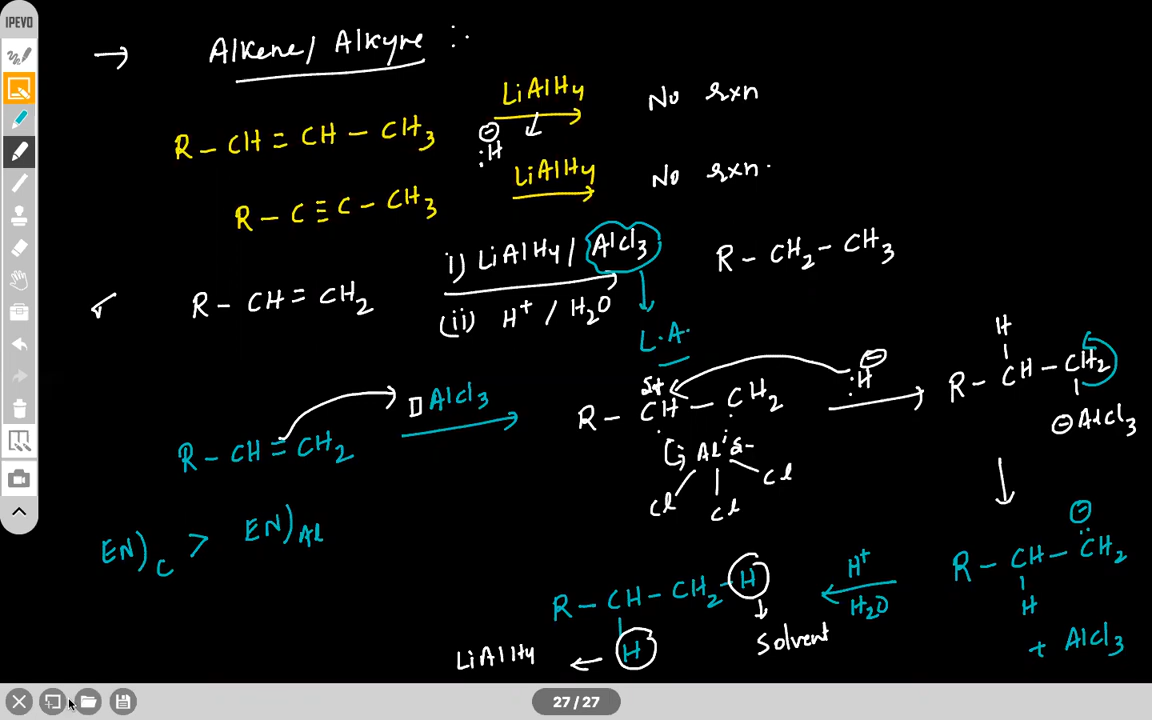 IPEVO
→ Alkene / Alkyne :
R – CH = CH – CH3 LiAlH4 → No rxn
:H⊖
R – C ≡ C – CH3 LiAlH4 → No rxn.
R – CH = CH2 i) LiAlH4 / AlCl3 → R – CH2 – CH3
(ii) H+ / H2O
L.A.
R – CH = CH2 AlCl3 → R – CH – CH2 → R – CH – CH2
δ+ :H⊖ H
Al δ- ⊖AlCl3
Cl Cl Cl
EN)C > EN)Al
R – CH – C̈H2 ⊖
H
+ AlCl3
H+
H2O
R – CH – CH2 – H
H
Solvent
LiAlH4 ←
27 / 27